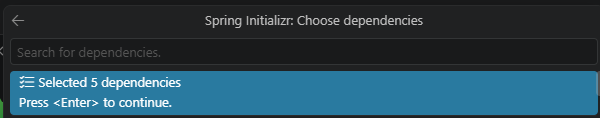 Spring Initializr: Choose dependencies
Search for dependencies.
Selected 5 dependencies
Press <Enter> to continue.